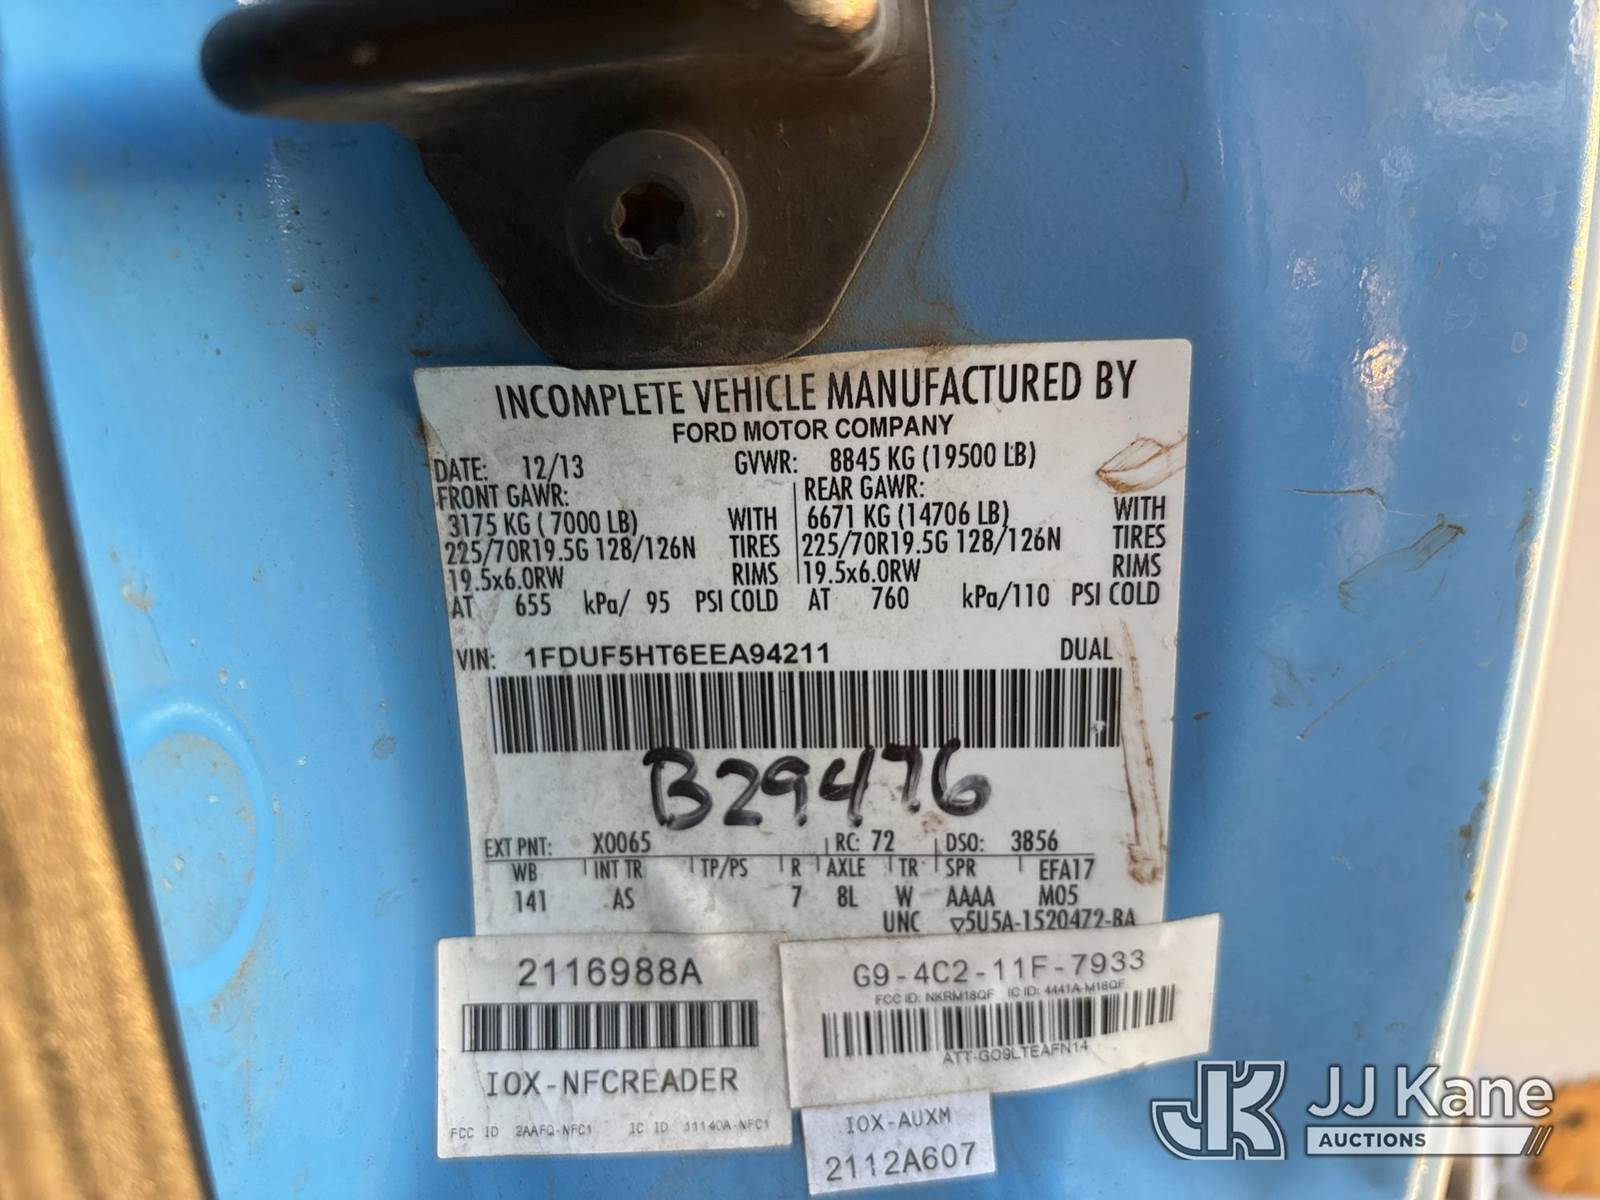 INCOMPLETE VEHICLE MANUFACTURED BY
FORD MOTOR COMPANY
DATE: 12/13 GVWR: 8845 KG (19500 LB)
FRONT GAWR: REAR GAWR:
3175 KG ( 7000 LB) WITH 6671 KG (14706 LB) WITH
225/70R19.5G 128/126N TIRES 225/70R19.5G 128/126N TIRES
19.5x6.0RW RIMS 19.5x6.0RW RIMS
AT 655 kPa/ 95 PSI COLD AT 760 kPa/110 PSI COLD
VIN: 1FDUF5HT6EEA94211 DUAL
B29476
EXT PNT: X0065 RC: 72 DSO: 3856
WB INT TR TP/PS R AXLE TR SPR EFA17
141 AS 7 8L W AAAA M05
UNC ▽5U5A-1520472-BA
2116988A
IOX-NFCREADER
FCC ID 2AAFQ-NFC1 IC ID 11140A-NFC1
G9-4C2-11F-7933
FCC ID: NKRM18QF IC ID: 4441A-M18QF
ATT-GO9LTEAFN14
IOX-AUXM
2112A607
JK JJ Kane
AUCTIONS